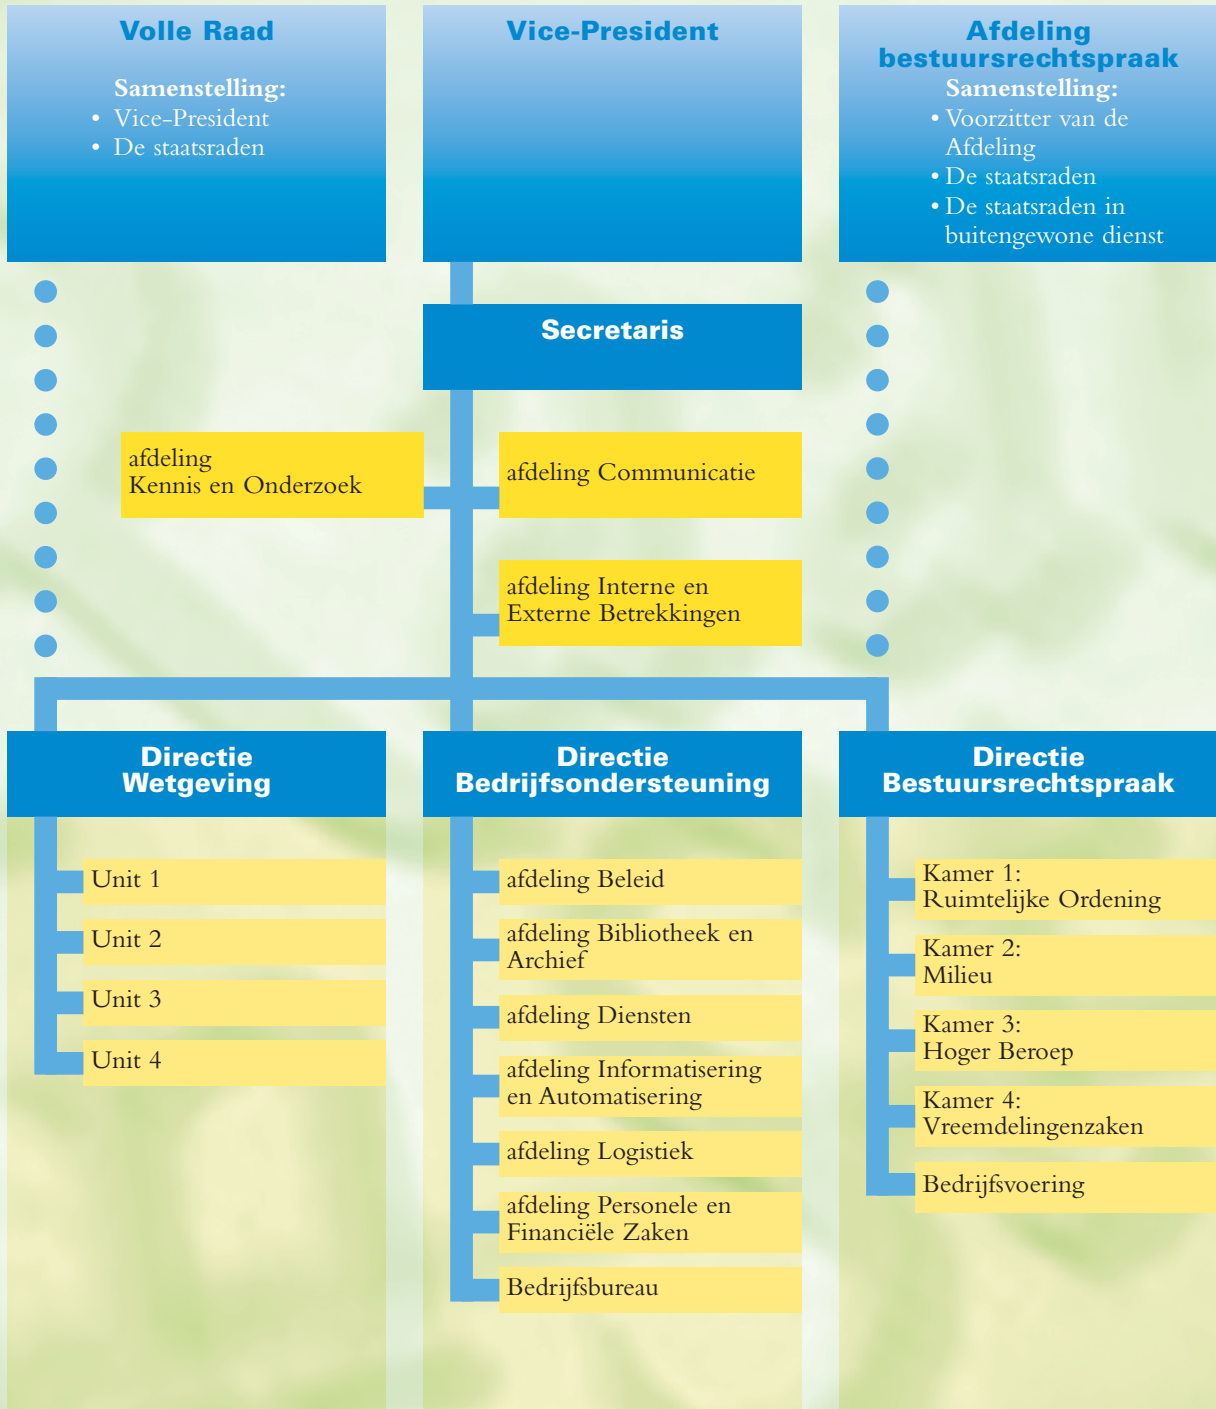 Volle Raad
Samenstelling:
• Vice-President
• De staatsraden
Vice-President
Afdeling
bestuursrechtspraak
Samenstelling:
• Voorzitter van de
Afdeling
• De staatsraden
• De staatsraden in
buitengewone dienst
Secretaris
afdeling
Kennis en Onderzoek
afdeling Communicatie
afdeling Interne en
Externe Betrekkingen
Directie
Wetgeving
Unit 1
Unit 2
Unit 3
Unit 4
Directie
Bedrijfsondersteuning
afdeling Beleid
afdeling Bibliotheek en
Archief
afdeling Diensten
afdeling Informatisering
en Automatisering
afdeling Logistiek
afdeling Personele en
Financiële Zaken
Bedrijfsbureau
Directie
Bestuursrechtspraak
Kamer 1:
Ruimtelijke Ordening
Kamer 2:
Milieu
Kamer 3:
Hoger Beroep
Kamer 4:
Vreemdelingenzaken
Bedrijfsvoering